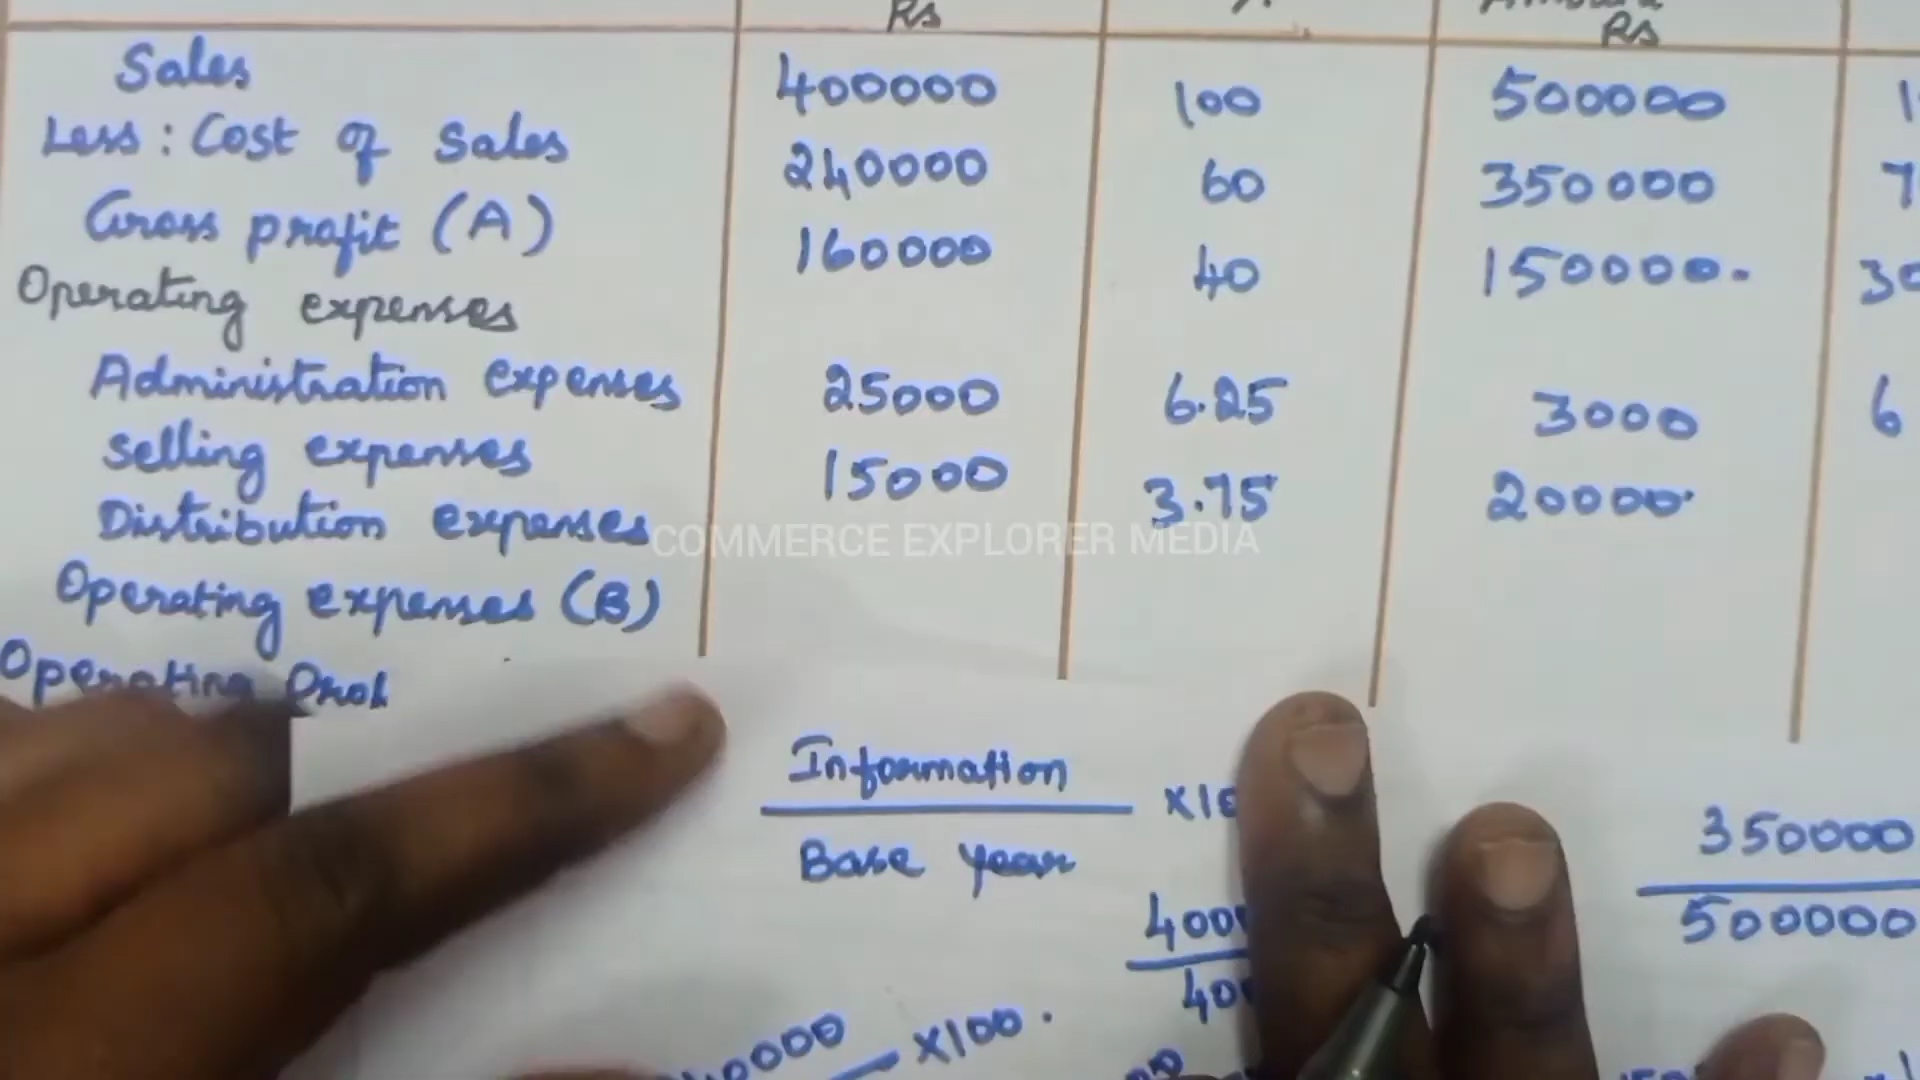 Rs Rs
Sales 400000 100 500000
Less: Cost of Sales 240000 60 350000
Gross profit (A) 160000 40 150000.
Operating expenses
Administration expenses 25000 6.25 3000 6
Selling expenses 15000 3.75 20000
Distribution expenses
COMMERCE EXPLORER MEDIA
Operating expenses (B)
Operating
Information
Base year
350000
500000
x100.